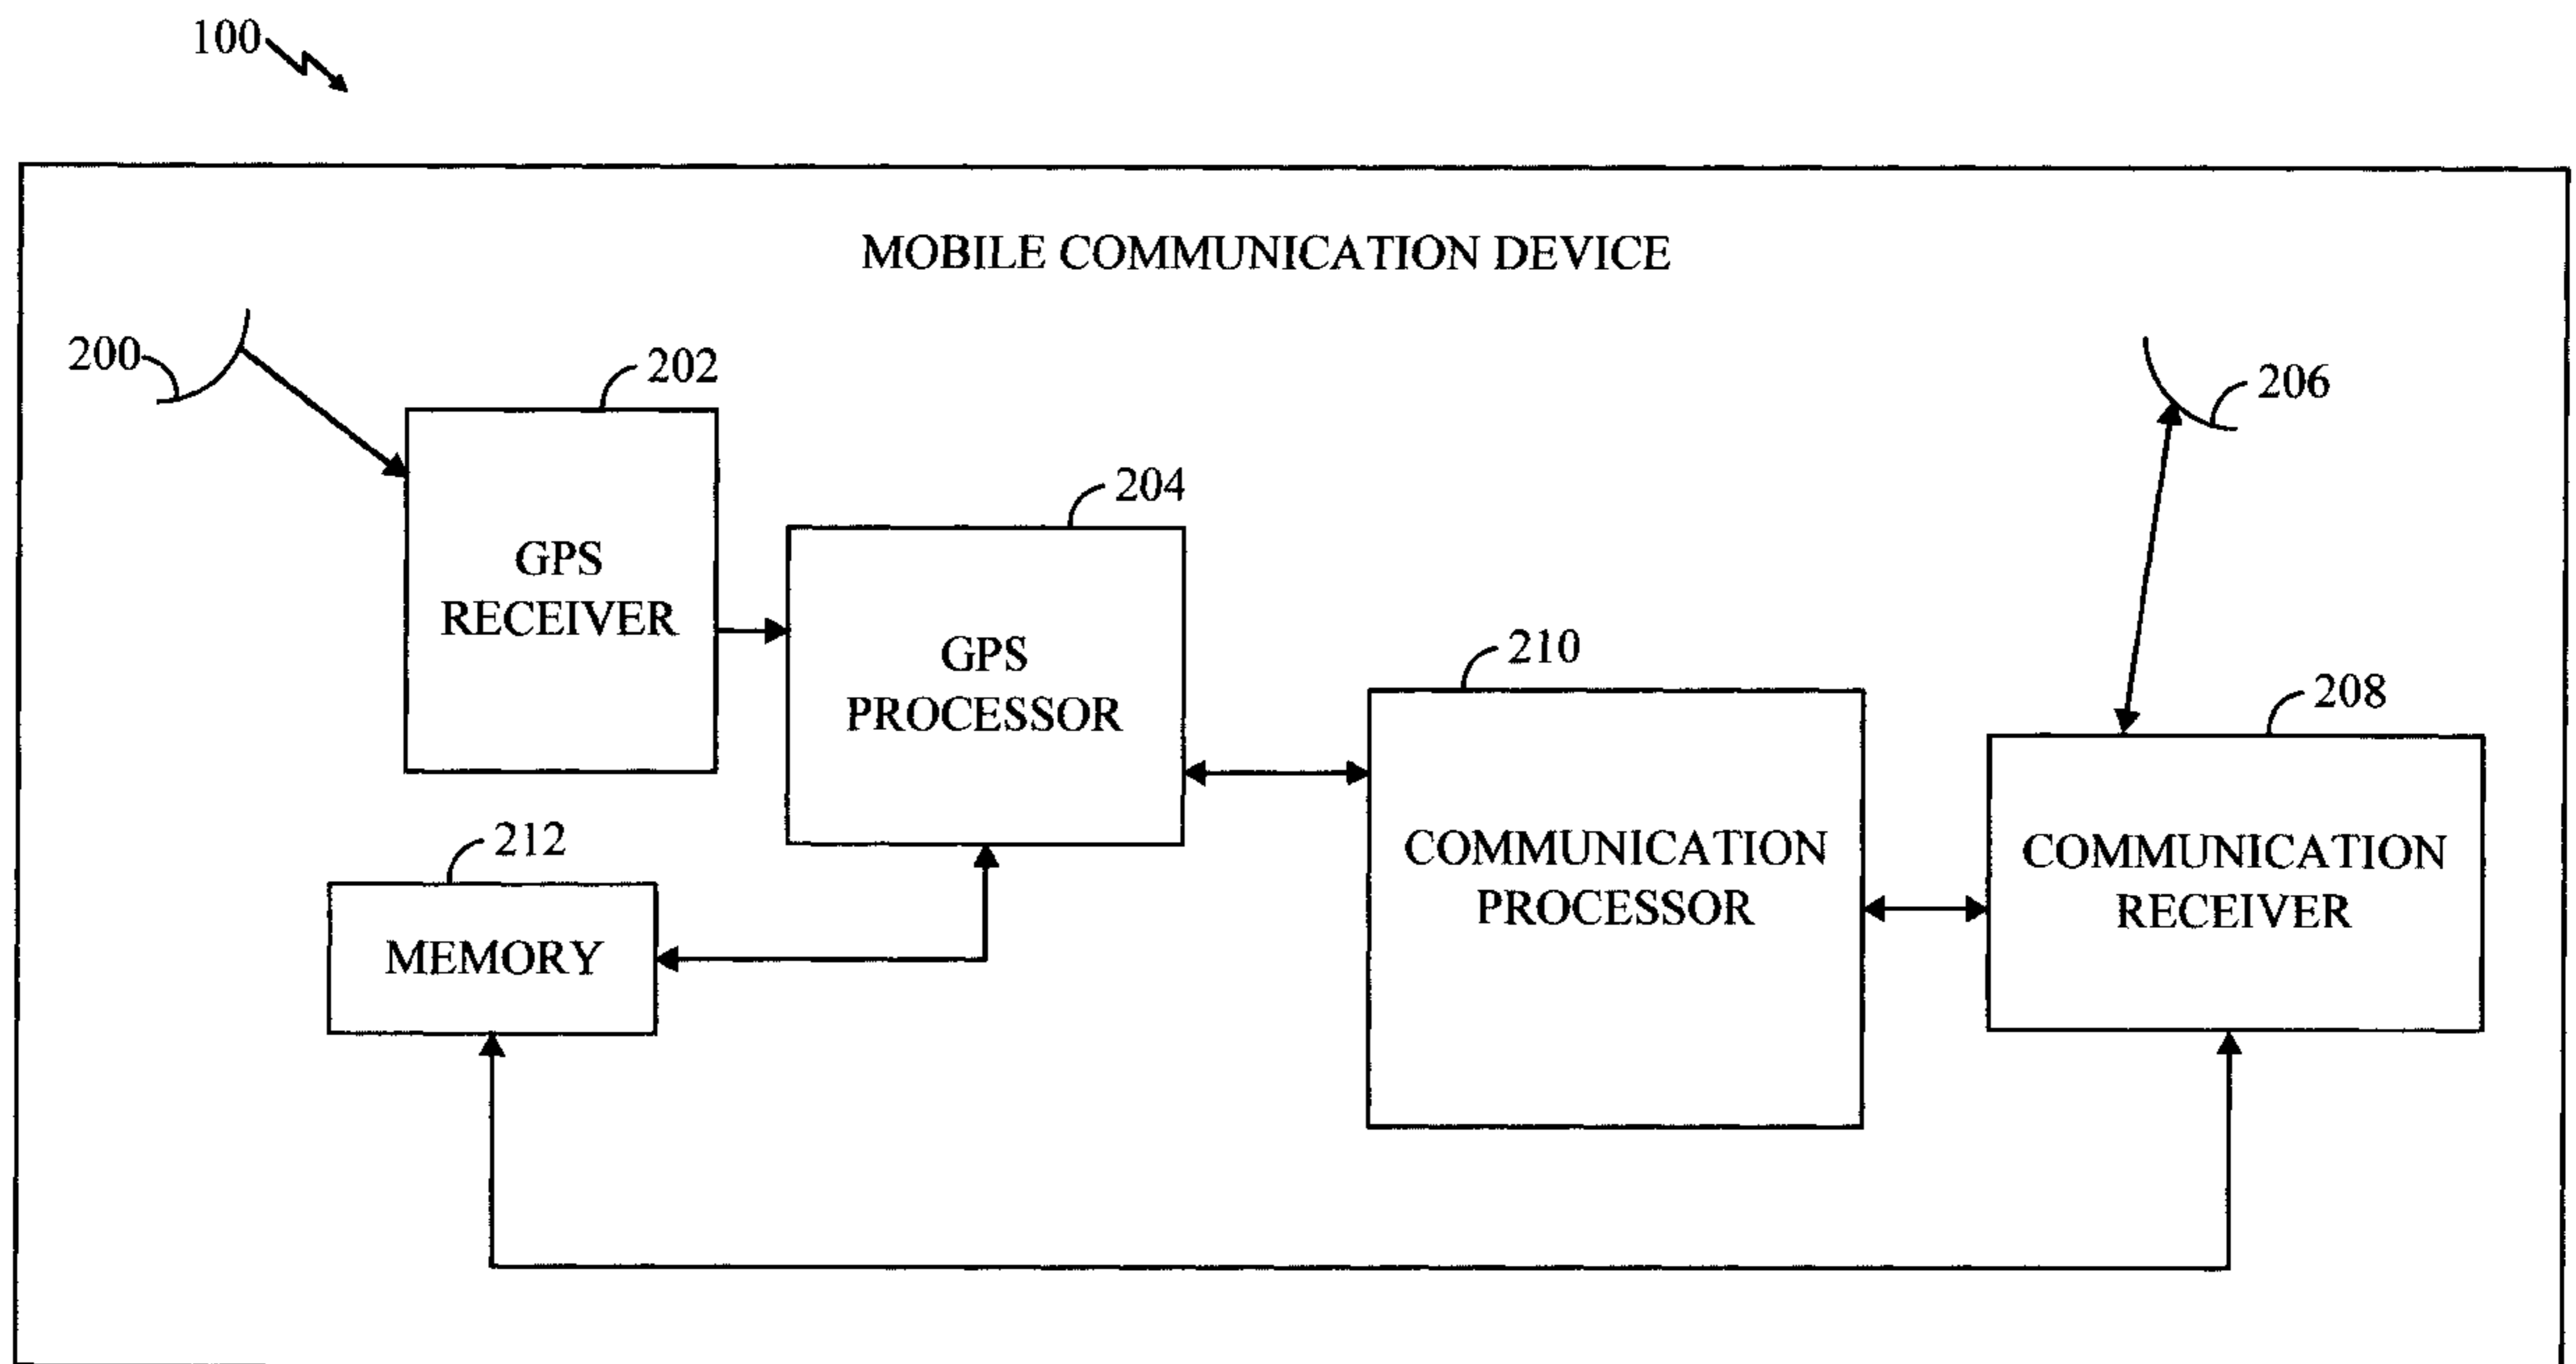 100
MOBILE COMMUNICATION DEVICE
200
202
206
204
GPS
RECEIVER
GPS
PROCESSOR
210
208
212
MEMORY
COMMUNICATION
PROCESSOR
COMMUNICATION
RECEIVER